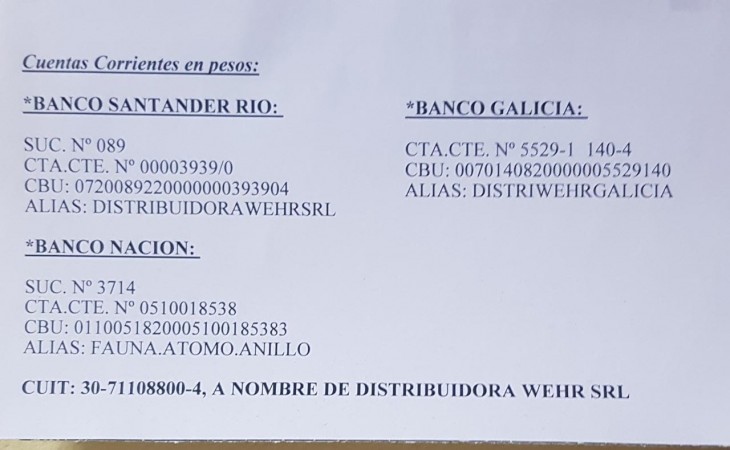 Cuentas Corrientes en pesos:
*BANCO SANTANDER RIO:
SUC. Nº 089
CTA.CTE. Nº 00003939/0
CBU: 0720089220000000393904
ALIAS: DISTRIBUIDORAWEHRSRL
*BANCO GALICIA:
CTA.CTE. Nº 5529-1 140-4
CBU: 0070140820000005529140
ALIAS: DISTRIWEHRGALICIA
*BANCO NACION:
SUC. Nº 3714
CTA.CTE. Nº 0510018538
CBU: 0110051820005100185383
ALIAS: FAUNA.ATOMO.ANILLO
CUIT: 30-71108800-4, A NOMBRE DE DISTRIBUIDORA WEHR SRL